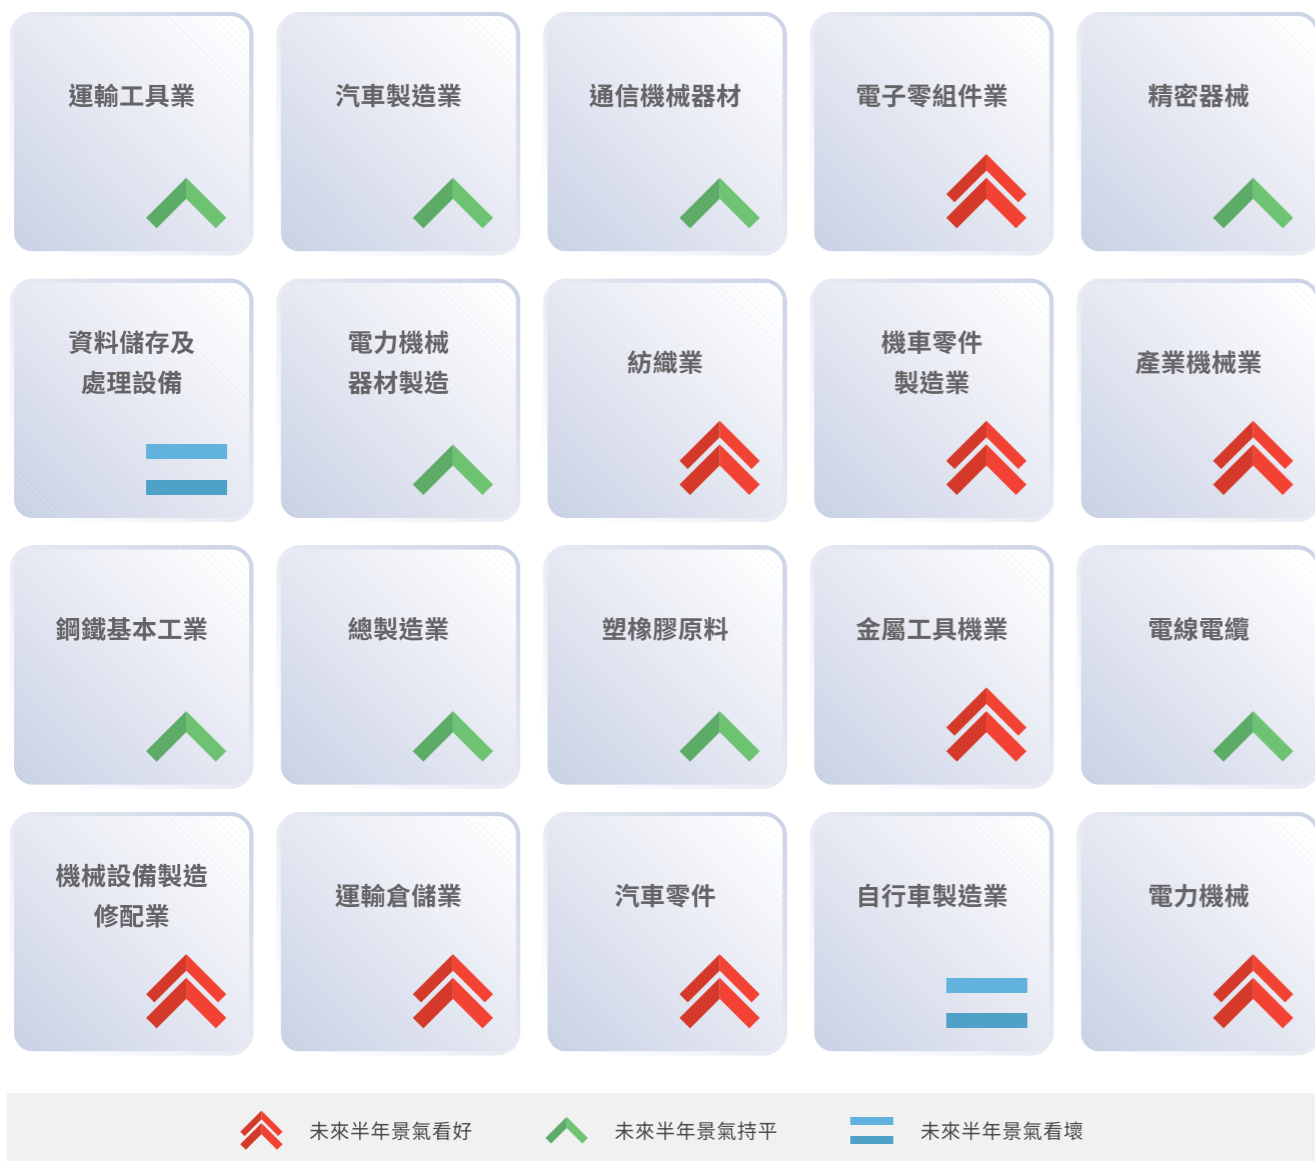 運輸工具業
汽車製造業
通信機械器材
電子零組件業
精密器械
資料儲存及
處理設備
電力機械
器材製造
紡織業
機車零件
製造業
產業機械業
鋼鐵基本工業
總製造業
塑橡膠原料
金屬工具機業
電線電纜
機械設備製造
修配業
運輸倉儲業
汽車零件
自行車製造業
電力機械
未來半年景氣看好
未來半年景氣持平
未來半年景氣看壞